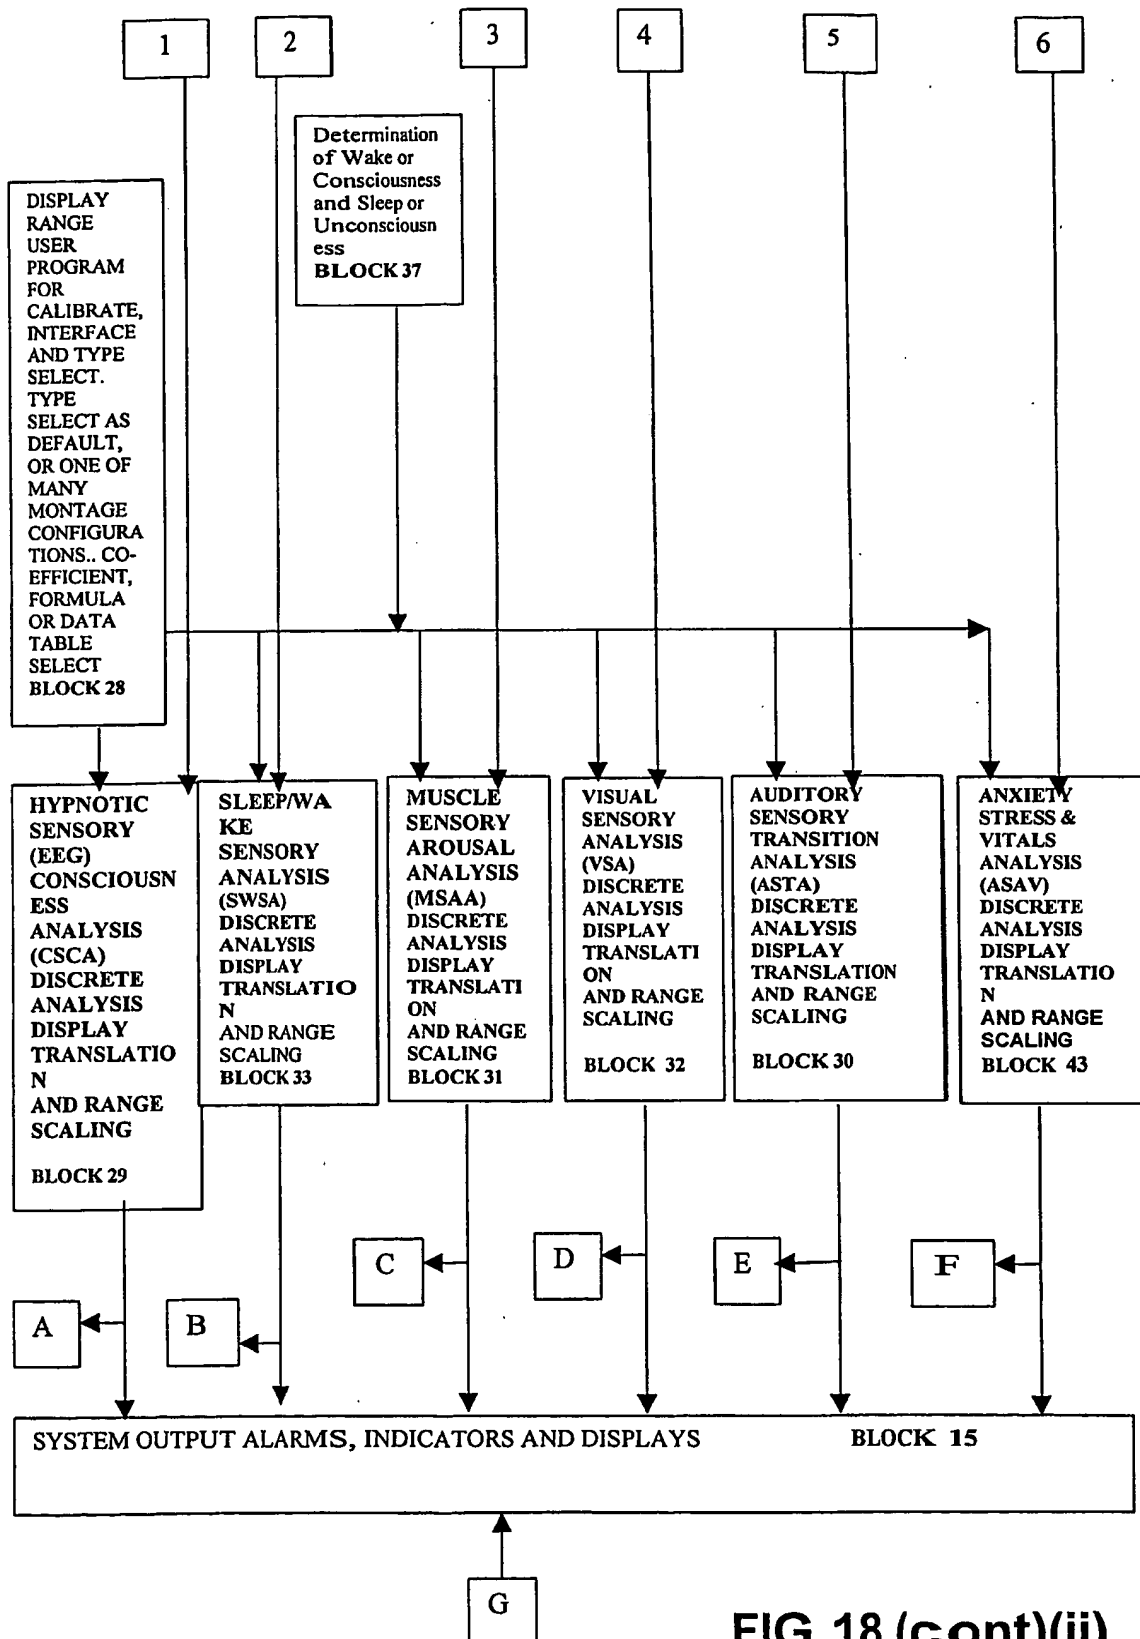 1
2
3
4
5
6
Determination
of Wake or
Consciousness
and Sleep or
Unconsciousn
ess
BLOCK 37
DISPLAY
RANGE
USER
PROGRAM
FOR
CALIBRATE,
INTERFACE
AND TYPE
SELECT.
TYPE
SELECT AS
DEFAULT,
OR ONE OF
MANY
MONTAGE
CONFIGURA
TIONS.. CO-
EFFICIENT,
FORMULA
OR DATA
TABLE
SELECT
BLOCK 28
HYPNOTIC
SENSORY
(EEG)
CONSCIOUSN
ESS
ANALYSIS
(CSCA)
DISCRETE
ANALYSIS
DISPLAY
TRANSLATIO
N
AND RANGE
SCALING
BLOCK 29
SLEEP/WA
KE
SENSORY
ANALYSIS
(SWSA)
DISCRETE
ANALYSIS
DISPLAY
TRANSLATIO
N
AND RANGE
SCALING
BLOCK 33
MUSCLE
SENSORY
AROUSAL
ANALYSIS
(MSAA)
DISCRETE
ANALYSIS
DISPLAY
TRANSLATI
ON
AND RANGE
SCALING
BLOCK 31
VISUAL
SENSORY
ANALYSIS
(VSA)
DISCRETE
ANALYSIS
DISPLAY
TRANSLATI
ON
AND RANGE
SCALING
BLOCK 32
AUDITORY
SENSORY
TRANSITION
ANALYSIS
(ASTA)
DISCRETE
ANALYSIS
DISPLAY
TRANSLATION
AND RANGE
SCALING
BLOCK 30
ANXIETY
STRESS &
VITALS
ANALYSIS
(ASAV)
DISCRETE
ANALYSIS
DISPLAY
TRANSLATIO
N
AND RANGE
SCALING
BLOCK 43
A
B
C
D
E
F
SYSTEM OUTPUT ALARMS, INDICATORS AND DISPLAYS BLOCK 15
G
FIG 18 (cont)(ii)